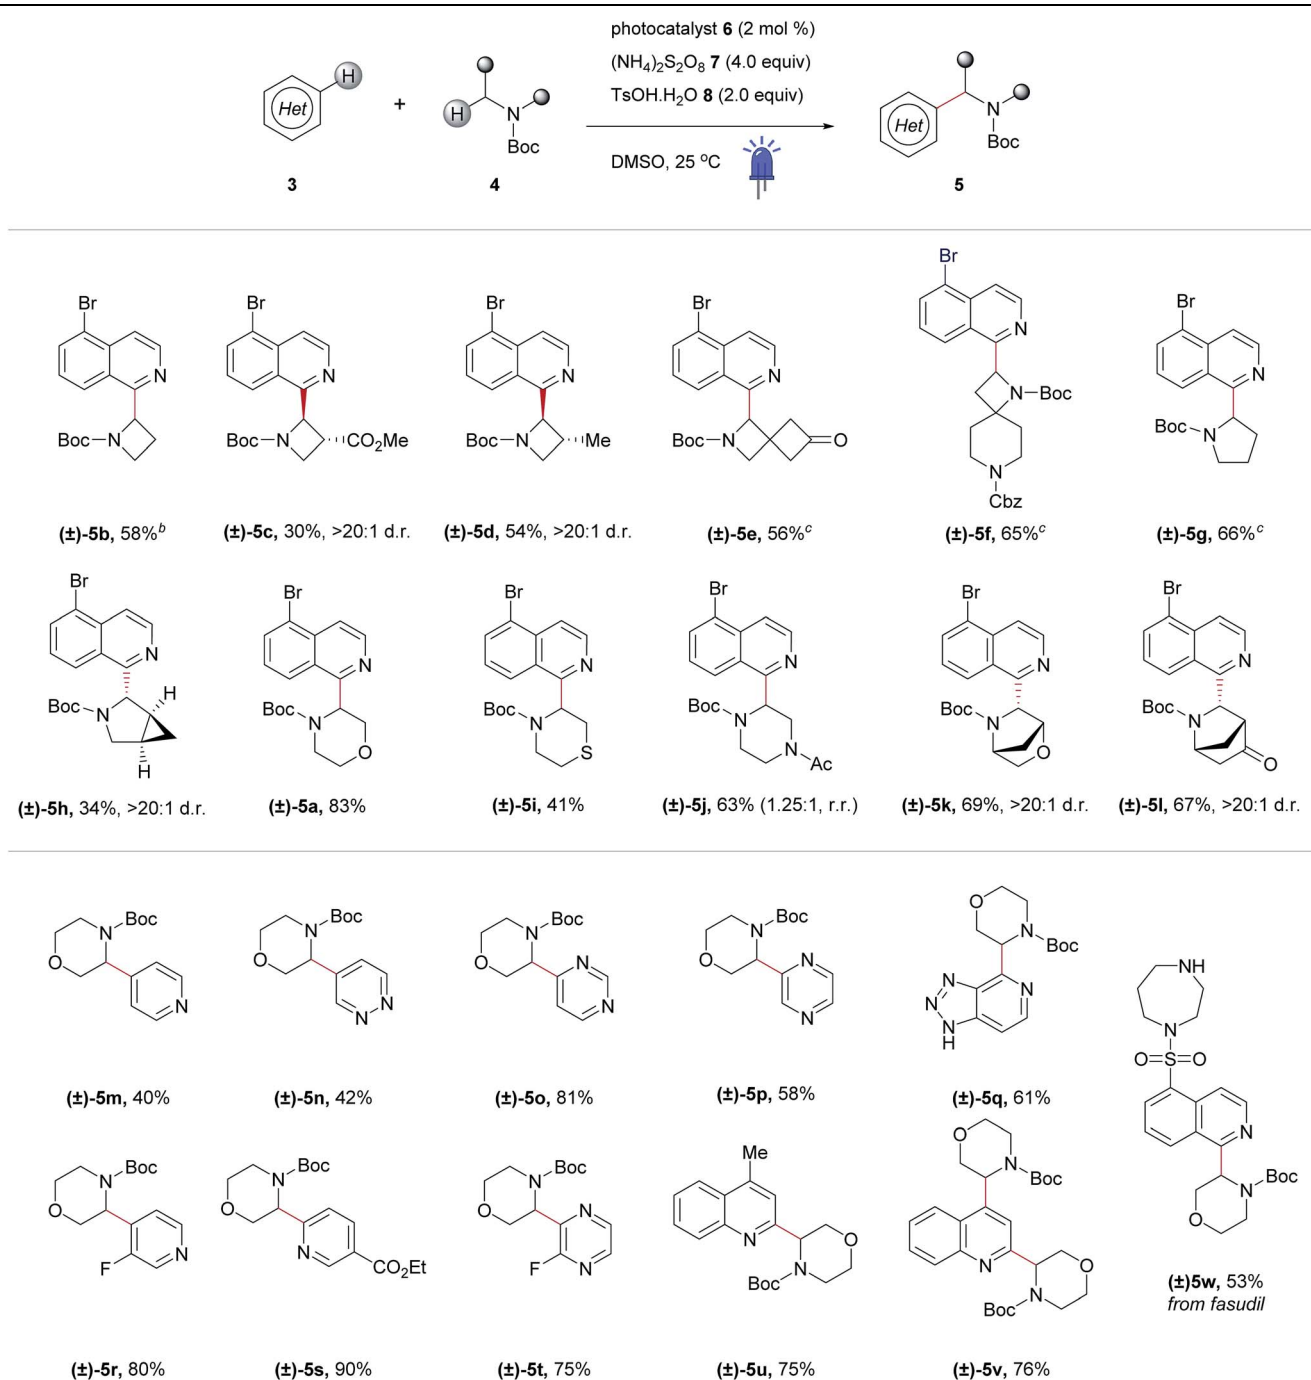 photocatalyst 6 (2 mol %)
(NH4)2S2O8 7 (4.0 equiv)
TsOH.H2O 8 (2.0 equiv)
DMSO, 25 °C
Het
H
+
H
N
Boc
Het
N
Boc
3
4
5
Br
N
Boc
N
(±)-5b, 58%b
Br
N
Boc
N
CO2Me
(±)-5c, 30%, >20:1 d.r.
Br
N
Boc
N
Me
(±)-5d, 54%, >20:1 d.r.
Br
N
Boc
N
O
(±)-5e, 56%c
Br
N
N
Boc
N
Cbz
(±)-5f, 65%c
Br
N
Boc
N
(±)-5g, 66%c
Br
N
Boc
N
H
H
(±)-5h, 34%, >20:1 d.r.
Br
N
Boc
N
O
(±)-5a, 83%
Br
N
Boc
N
S
(±)-5i, 41%
Br
N
Boc
N
N
Ac
(±)-5j, 63% (1.25:1, r.r.)
Br
N
Boc
N
O
(±)-5k, 69%, >20:1 d.r.
Br
N
Boc
N
O
(±)-5l, 67%, >20:1 d.r.
Boc
N
O
N
(±)-5m, 40%
Boc
N
O
N
N
(±)-5n, 42%
Boc
N
O
N
N
(±)-5o, 81%
Boc
N
O
N
N
(±)-5p, 58%
O
N
Boc
N
N
N
N
H
(±)-5q, 61%
Boc
N
O
F
N
(±)-5r, 80%
Boc
N
O
N
CO2Et
(±)-5s, 90%
Boc
N
O
N
F
N
(±)-5t, 75%
Me
N
O
Boc
N
(±)-5u, 75%
O
N
Boc
N
O
N
Boc
(±)-5v, 76%
NH
N
O=S=O
N
Boc
N
O
(±)5w, 53%
from fasudil